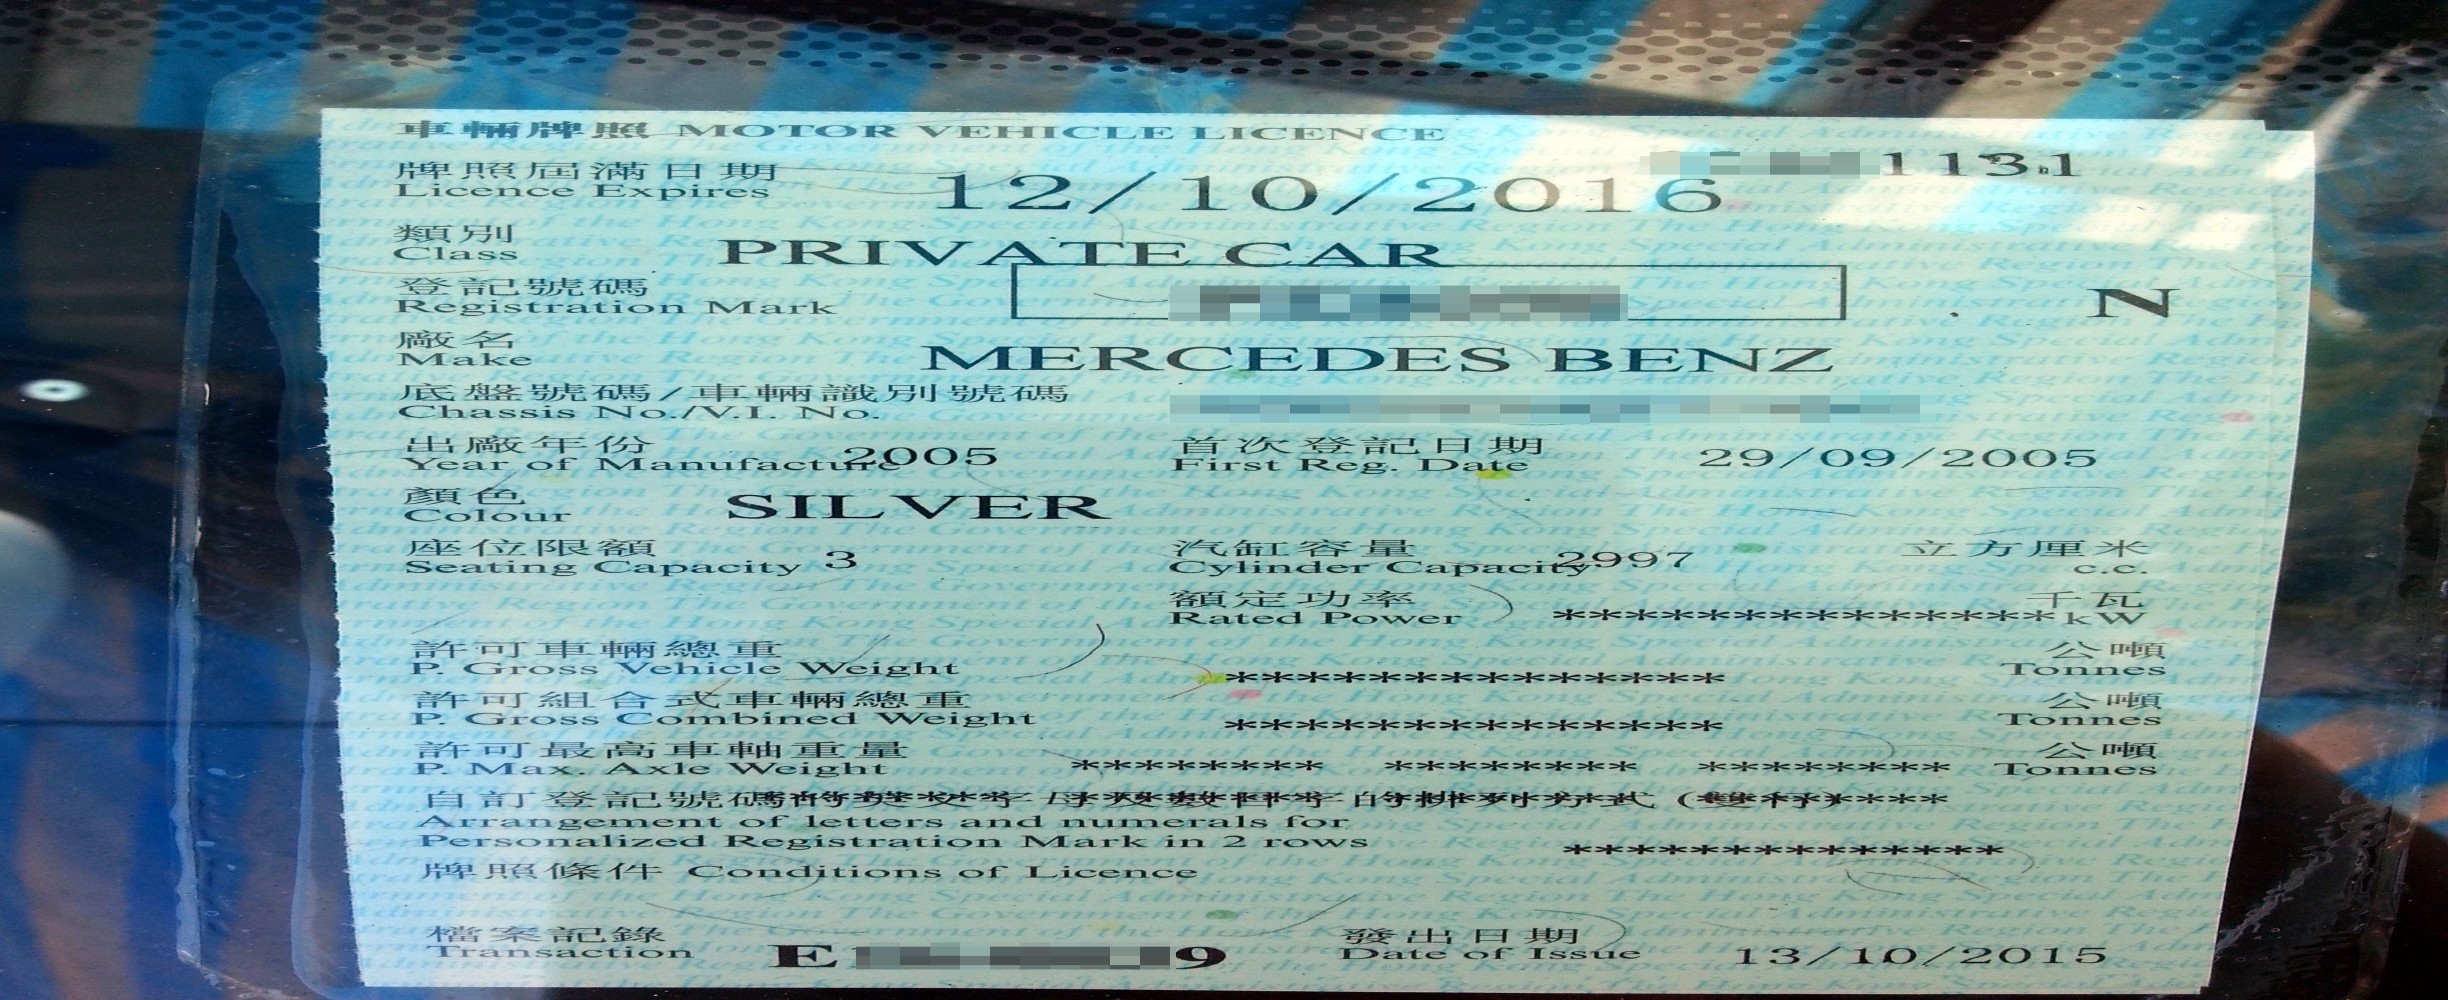 車輛牌照 MOTOR VEHICLE LICENCE
1131
牌照屆滿日期
Licence Expires 12/10/2016
類別
Class PRIVATE CAR
登記號碼
Registration Mark N
廠名
Make MERCEDES BENZ
底盤號碼/車輛識別號碼
Chassis No./V.I. No.
出廠年份 首次登記日期
Year of Manufacture 2005 First Reg. Date 29/09/2005
顏色
Colour SILVER
座位限額 汽缸容量 立方厘米
Seating Capacity 3 Cylinder Capacity 2997 c.c.
額定功率 千瓦
Rated Power **************kW
許可車輛總重 公噸
P. Gross Vehicle Weight **************** Tonnes
許可組合式車輛總重 公噸
P. Gross Combined Weight **************** Tonnes
許可最高車軸重量 公噸
P. Max. Axle Weight ******** ******** ******** Tonnes
自訂登記號碼的英文字母及數目字的排列方式 (雙行)
Arrangement of letters and numerals for
Personalized Registration Mark in 2 rows **************
牌照條件 Conditions of Licence
檔案記錄 發出日期
Transaction E 9 Date of Issue 13/10/2015